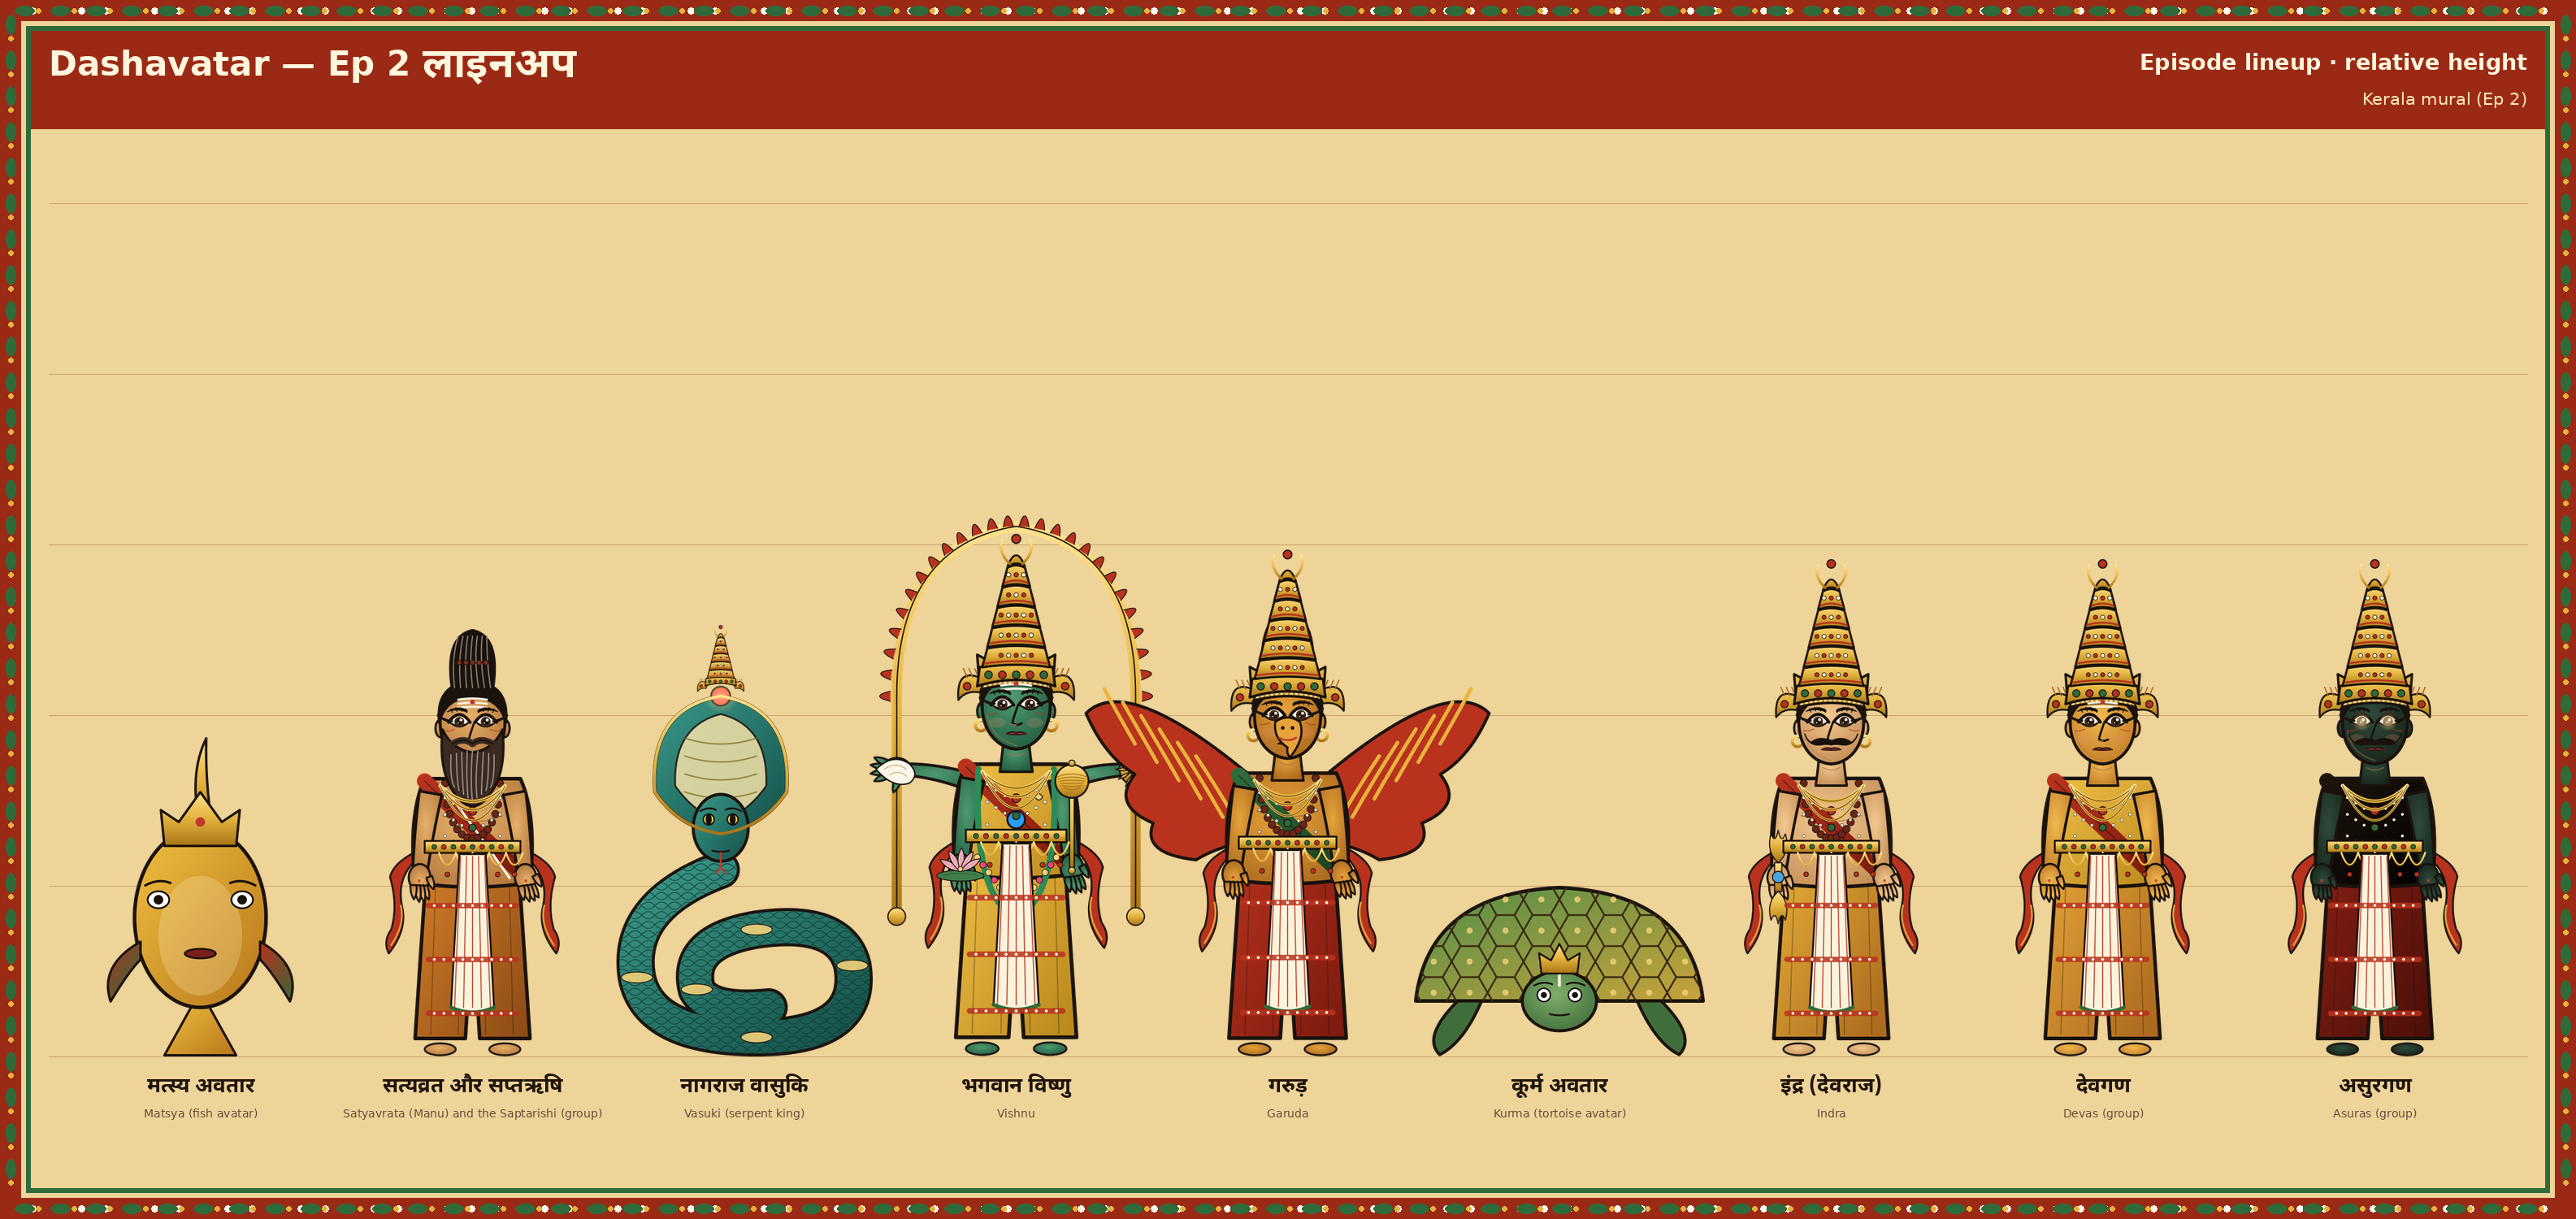 Dashavatar — Ep 2 लाइनअप
Episode lineup · relative height
Kerala mural (Ep 2)
मत्स्य अवतार
Matsya (fish avatar)
सत्यव्रत और सप्तऋषि
Satyavrata (Manu) and the Saptarishi (group)
नागराज वासुकि
Vasuki (serpent king)
भगवान विष्णु
Vishnu
गरुड़
Garuda
कूर्म अवतार
Kurma (tortoise avatar)
इंद्र (देवराज)
Indra
देवगण
Devas (group)
असुरगण
Asuras (group)